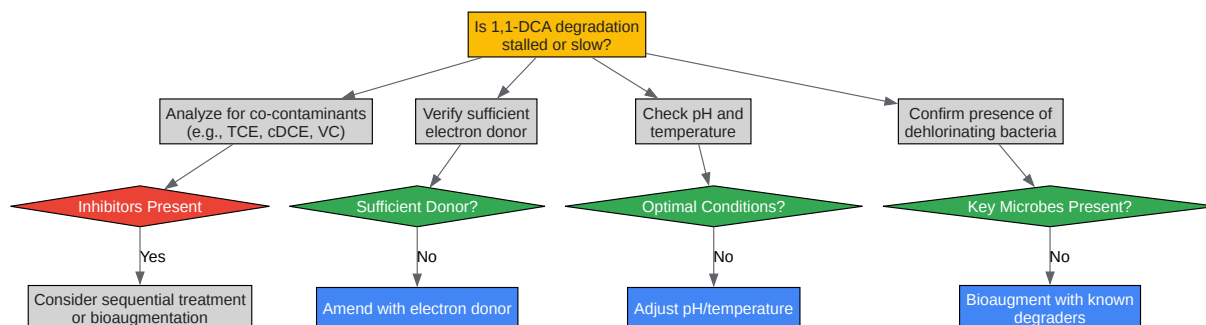 Is 1,1-DCA degradation
stalled or slow?
Analyze for co-contaminants
(e.g., TCE, cDCE, VC)
Verify sufficient
electron donor
Check pH and
temperature
Confirm presence of
dehlorinating bacteria
Inhibitors Present
Sufficient Donor?
Optimal Conditions?
Key Microbes Present?
Yes
No
No
No
Consider sequential treatment
or bioaugmentation
Amend with electron donor
Adjust pH/temperature
Bioaugment with known
degraders